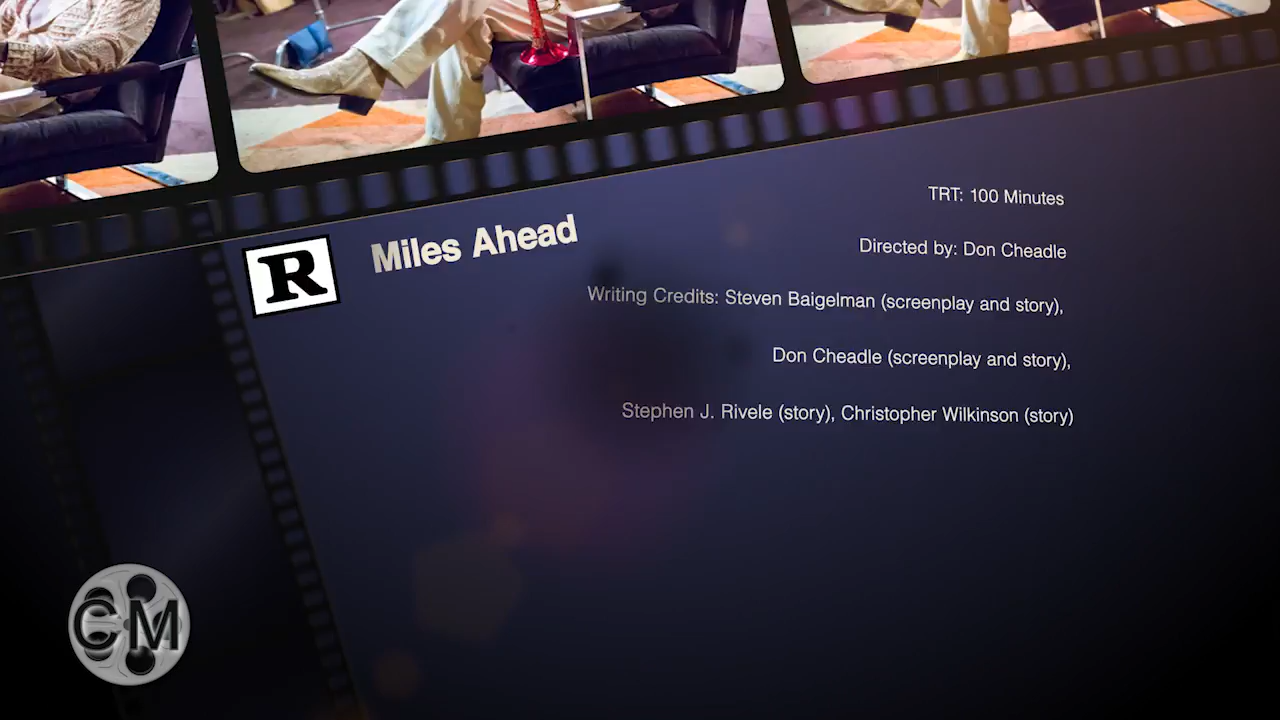 R
Miles Ahead
TRT: 100 Minutes
Directed by: Don Cheadle
Writing Credits: Steven Baigelman (screenplay and story),
Don Cheadle (screenplay and story),
Stephen J. Rivele (story), Christopher Wilkinson (story)
CM